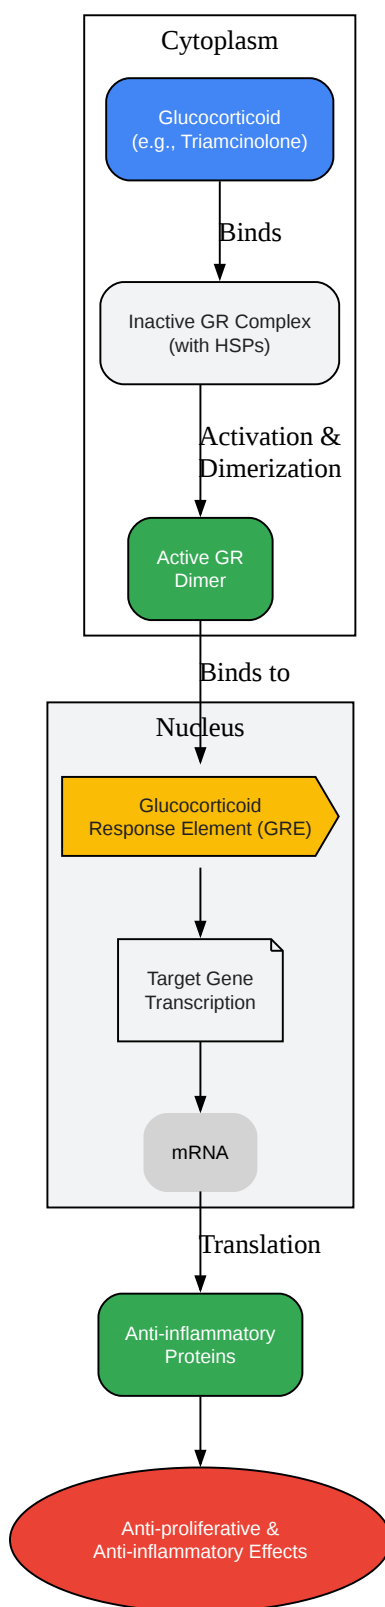 Cytoplasm
Glucocorticoid
(e.g., Triamcinolone)
Binds
Inactive GR Complex
(with HSPs)
Activation &
Dimerization
Active GR
Dimer
Binds to
Nucleus
Glucocorticoid
Response Element (GRE)
Target Gene
Transcription
mRNA
Translation
Anti-inflammatory
Proteins
Anti-proliferative &
Anti-inflammatory Effects